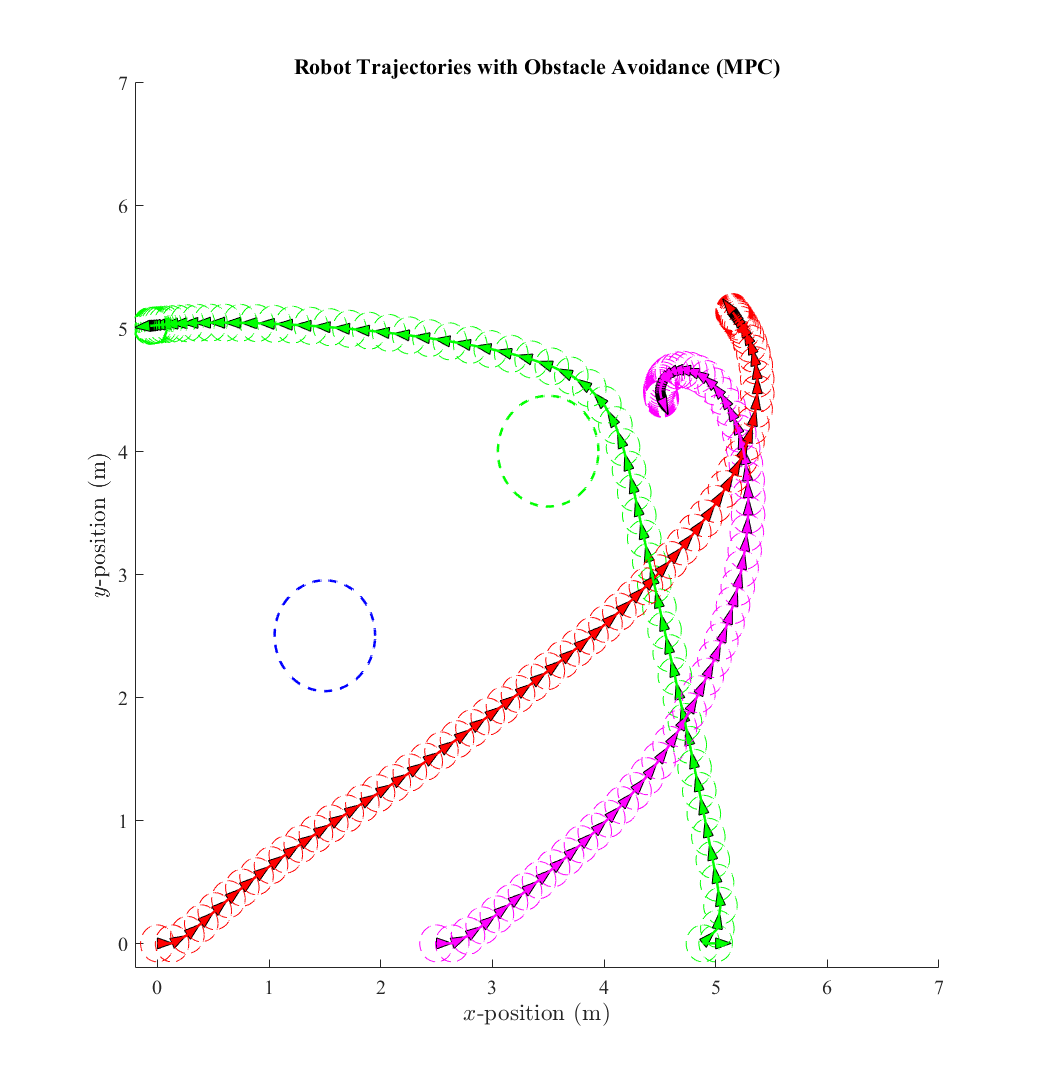 Robot Trajectories with Obstacle Avoidance (MPC)
7
6
5
4
3
2
1
0
y-position (m)
0 1 2 3 4 5 6 7
x-position (m)